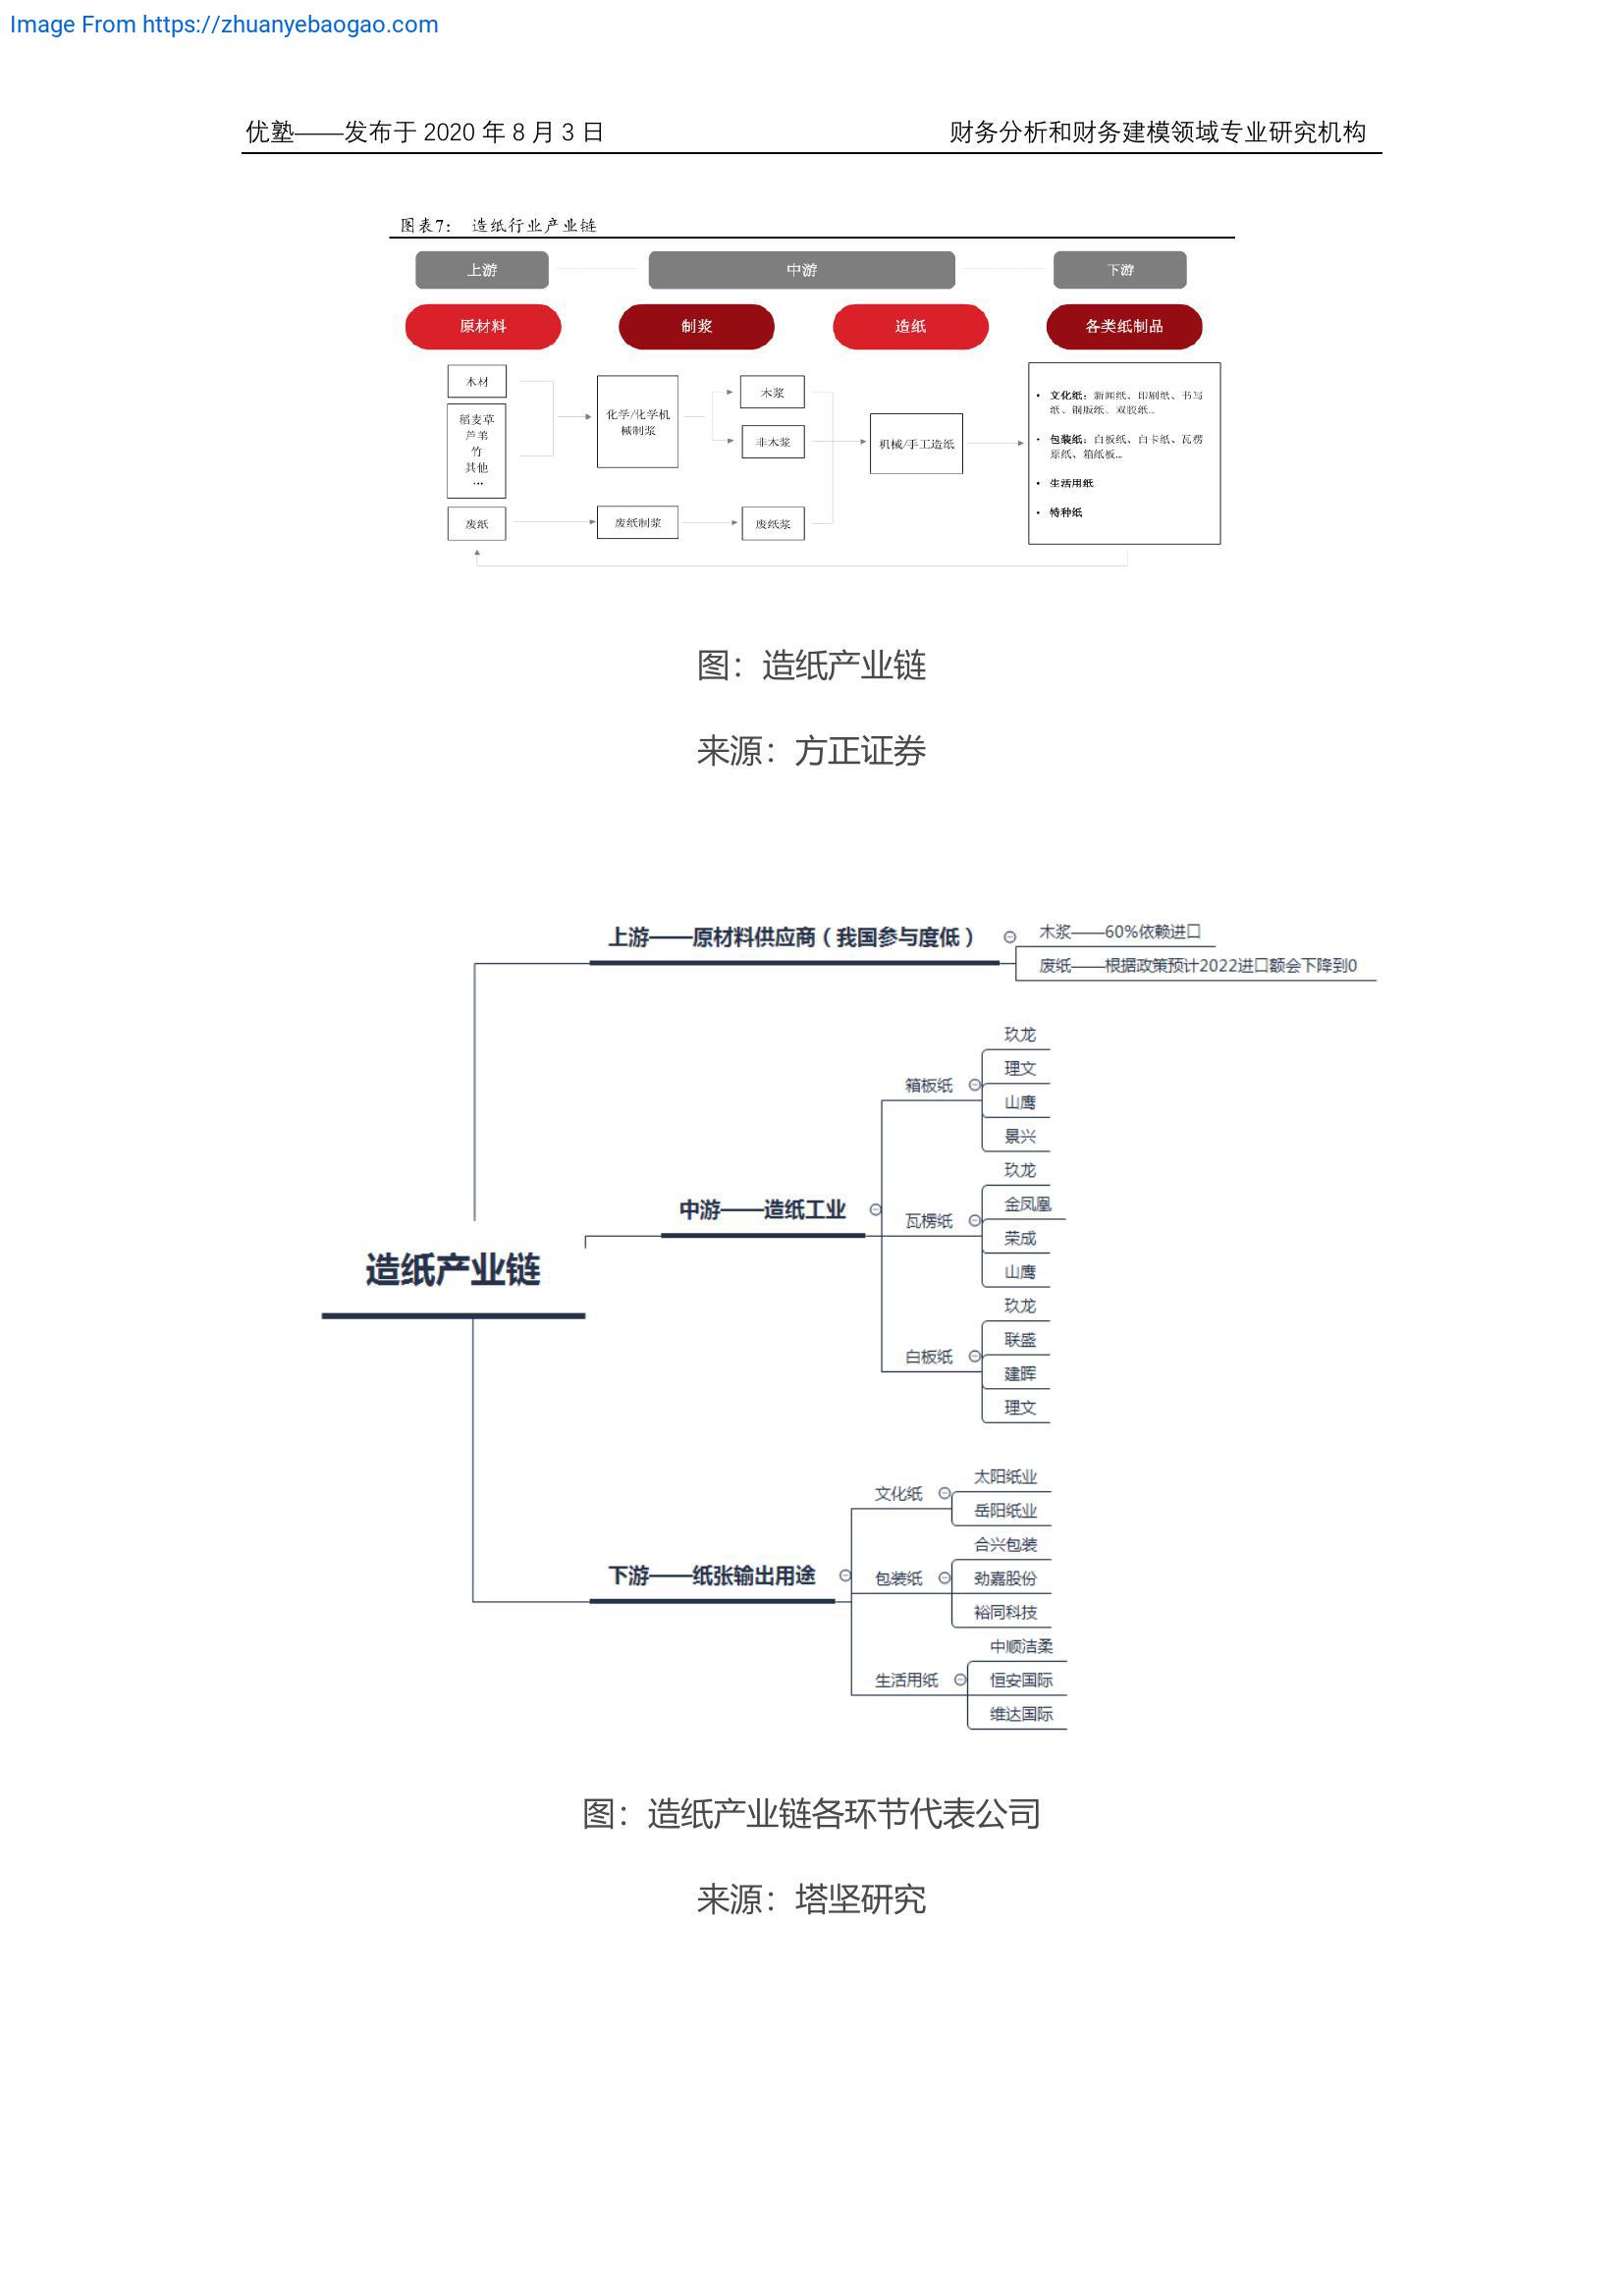 Image From https://zhuanyebaogao.com
优塾——发布于 2020 年 8 月 3 日
财务分析和财务建模领域专业研究机构
图表7： 造纸行业产业链
上游
中游
下游
原材料
制浆
造纸
各类纸制品
木材
稻麦草
芦苇
竹
其他
...
废纸
化学/化学机
械制浆
废纸制浆
木浆
非木浆
废纸浆
机械/手工造纸
• 文化纸：新闻纸、印刷纸、书写
纸、铜版纸、双胶纸...
• 包装纸：白板纸、白卡纸、瓦楞
原纸、箱纸板...
• 生活用纸
• 特种纸
图：造纸产业链
来源：方正证券
造纸产业链
上游——原材料供应商（我国参与度低）
木浆——60%依赖进口
废纸——根据政策预计2022进口额会下降到0
中游——造纸工业
箱板纸
玖龙
理文
山鹰
景兴
瓦楞纸
玖龙
金凤凰
荣成
山鹰
白板纸
玖龙
联盛
建晖
理文
下游——纸张输出用途
文化纸
太阳纸业
岳阳纸业
包装纸
合兴包装
劲嘉股份
裕同科技
生活用纸
中顺洁柔
恒安国际
维达国际
图：造纸产业链各环节代表公司
来源：塔坚研究